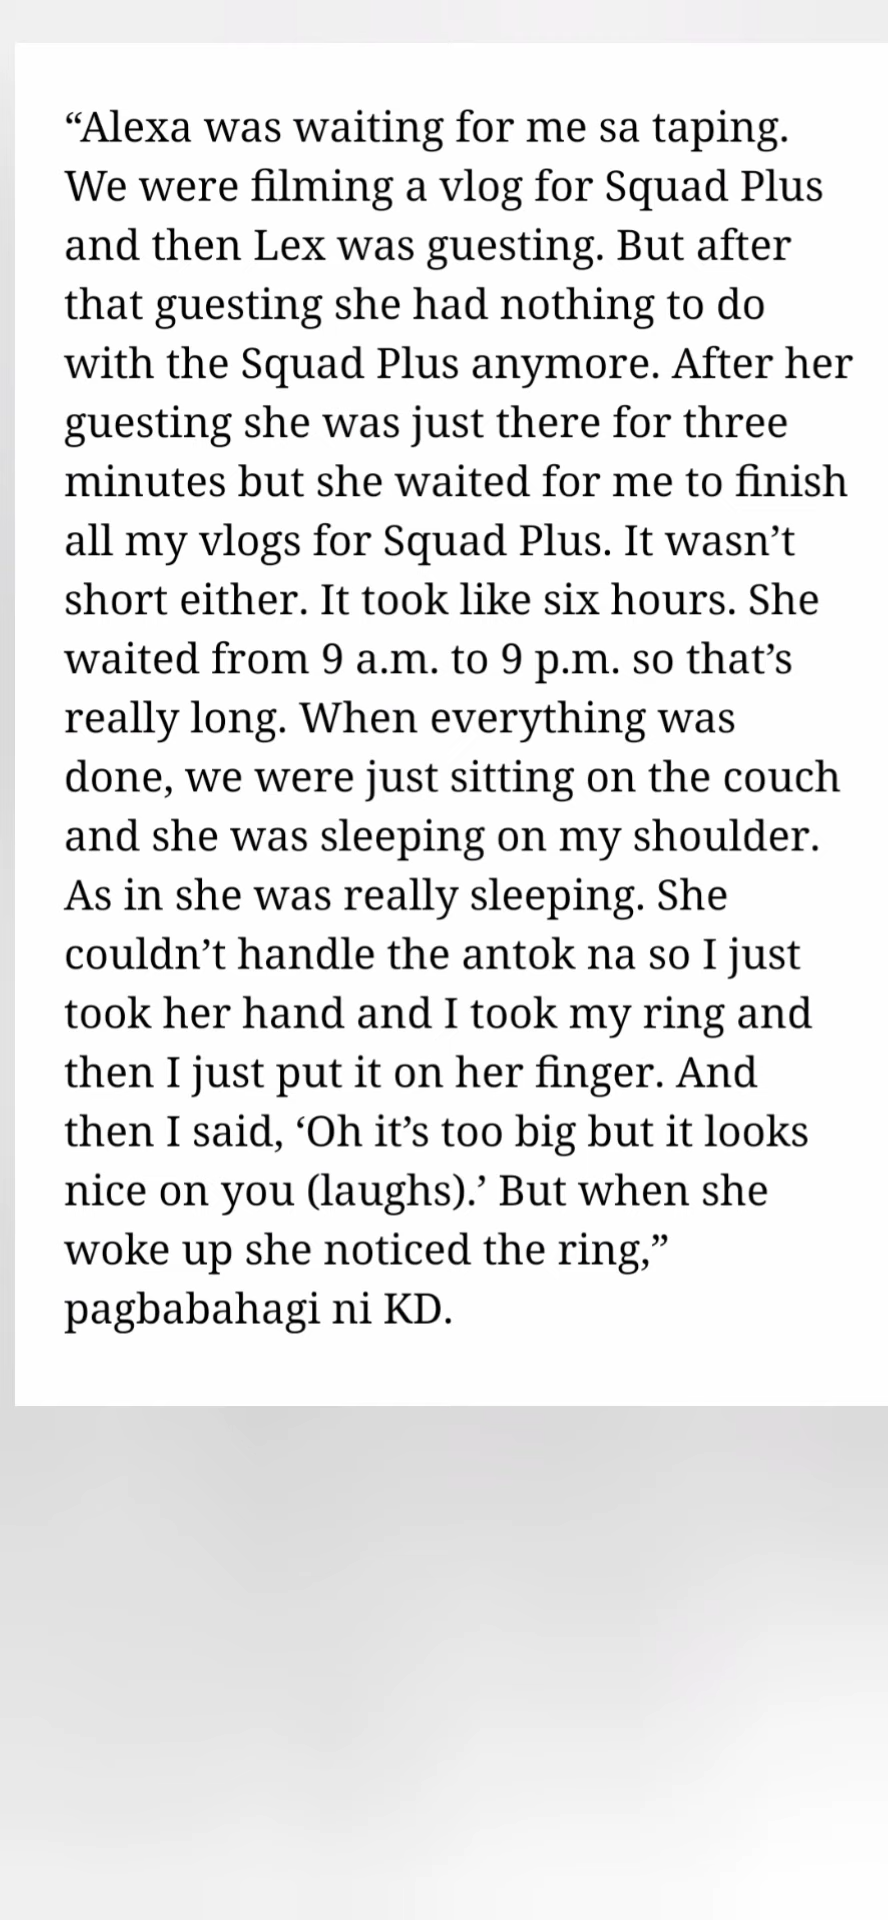 “Alexa was waiting for me sa taping.
We were filming a vlog for Squad Plus
and then Lex was guesting. But after
that guesting she had nothing to do
with the Squad Plus anymore. After her
guesting she was just there for three
minutes but she waited for me to finish
all my vlogs for Squad Plus. It wasn’t
short either. It took like six hours. She
waited from 9 a.m. to 9 p.m. so that’s
really long. When everything was
done, we were just sitting on the couch
and she was sleeping on my shoulder.
As in she was really sleeping. She
couldn’t handle the antok na so I just
took her hand and I took my ring and
then I just put it on her finger. And
then I said, ‘Oh it’s too big but it looks
nice on you (laughs).’ But when she
woke up she noticed the ring,”
pagbabahagi ni KD.